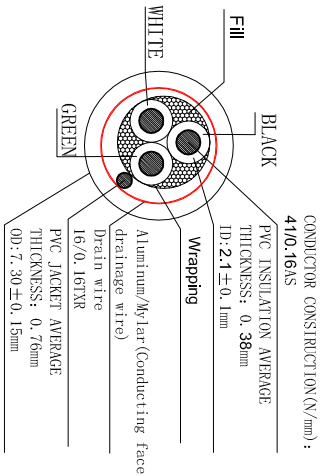 CONDUCTOR CONSTRUCTION(N/mm):
41/0.16AS
PVC INSULATION AVERAGE
THICKNESS: 0.38mm
ID:2.1±0.1mm
Wrapping
Aluminum/Mylar(Conducting face
drainage wire)
Drain wire
16/0.16TXR
PVC JACKET AVERAGE
THICKNESS: 0.76mm
OD:7.30±0.15mm
BLACK
Fill
WHITE
GREEN